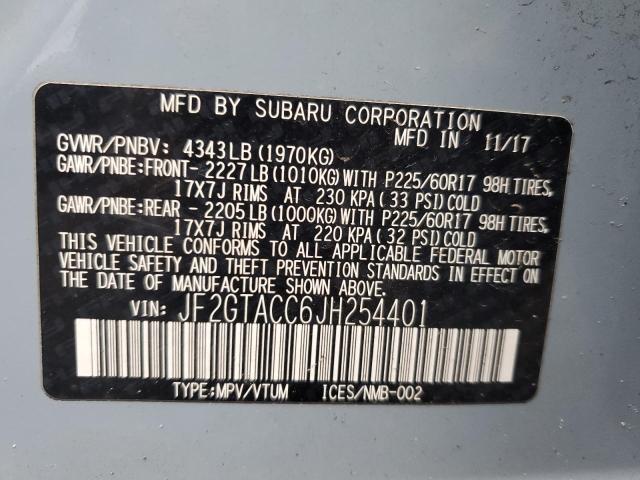 MFD BY SUBARU CORPORATION
MFD IN 11/17
GVWR/PNBV: 4343LB (1970KG)
GAWR/PNBE:FRONT- 2227LB (1010KG)WITH P225/60R17 98H TIRES,
17X7J RIMS AT 230 KPA ( 33 PSI)COLD
GAWR/PNBE:REAR - 2205LB (1000KG)WITH P225/60R17 98H TIRES,
17X7J RIMS AT 220 KPA ( 32 PSI)COLD
THIS VEHICLE CONFORMS TO ALL APPLICABLE FEDERAL MOTOR
VEHICLE SAFETY AND THEFT PREVENTION STANDARDS IN EFFECT ON
THE DATE OF MANUFACTURE SHOWN ABOVE.
VIN: JF2GTACC6JH254401
TYPE:MPV/VTUM ICES/NMB-002